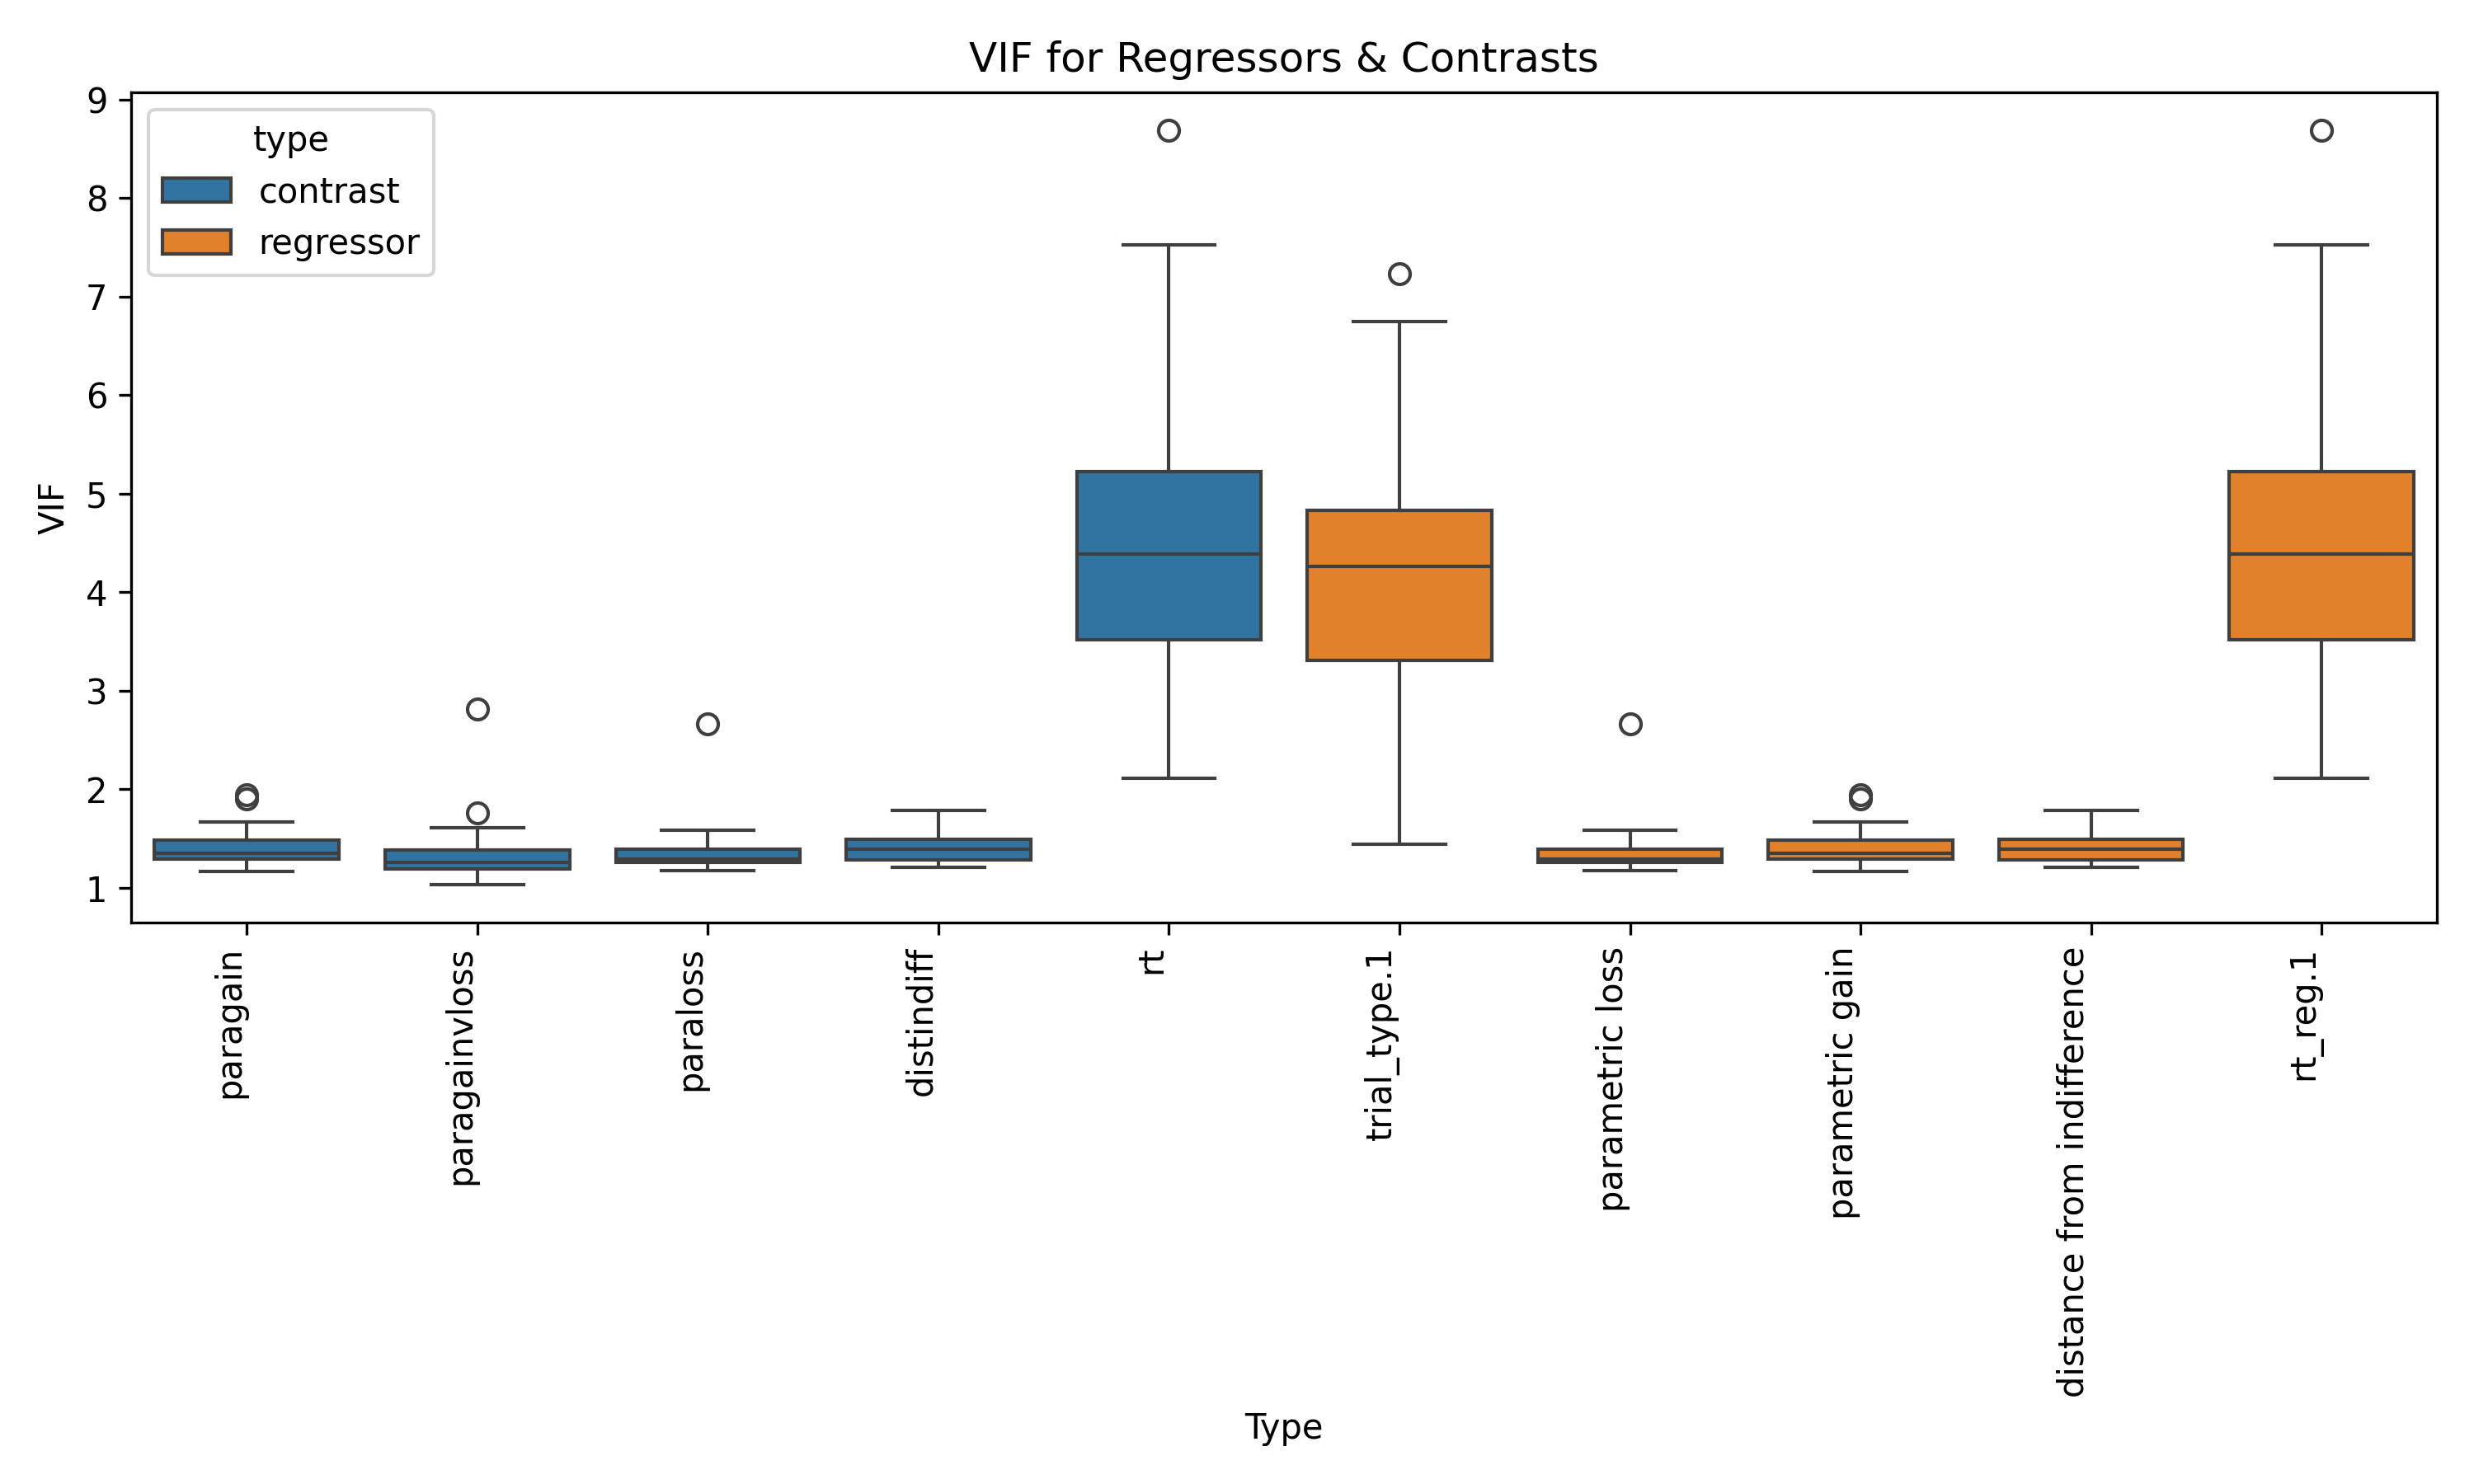 VIF for Regressors & Contrasts
type
contrast
regressor
VIF
9
8
7
6
5
4
3
2
1
paragain
paragainvloss
paraloss
distindiff
rt
trial_type.1
parametric loss
parametric gain
distance from indifference
rt_reg.1
Type